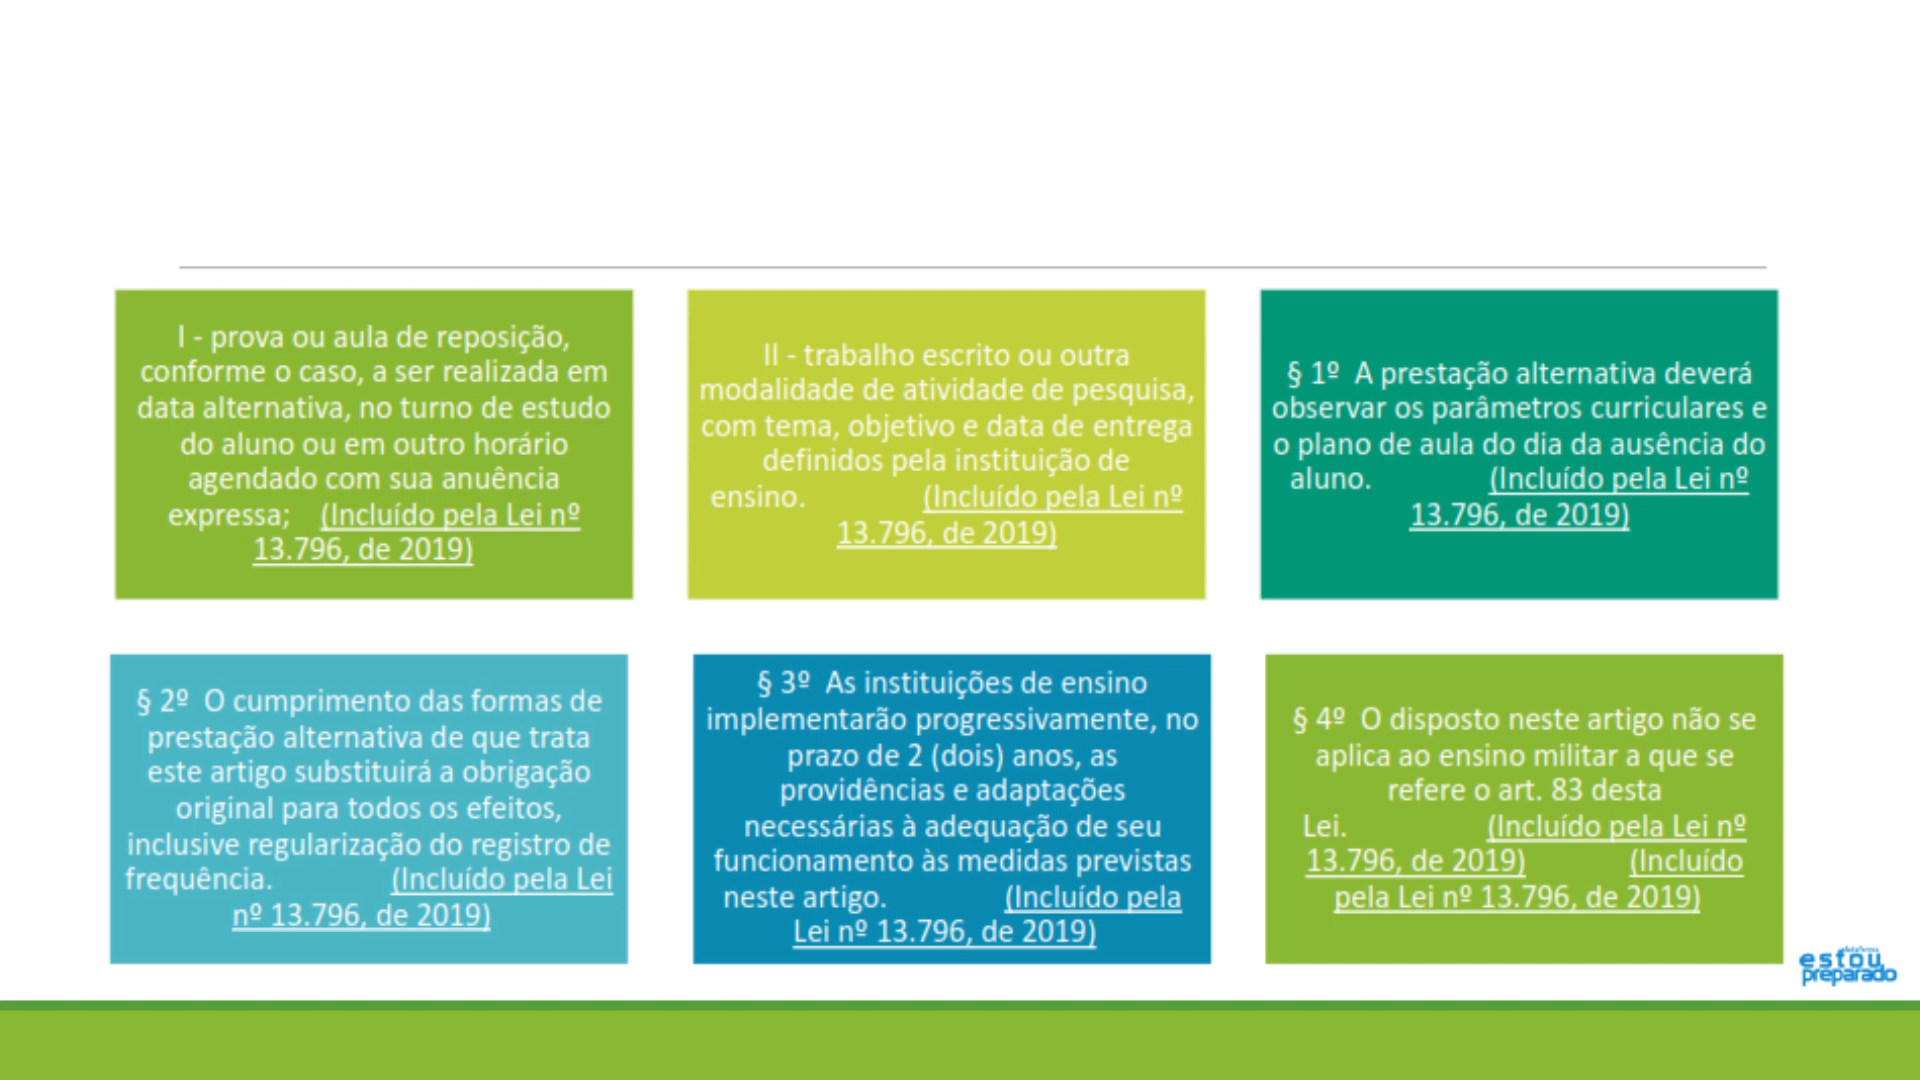 I - prova ou aula de reposição,
conforme o caso, a ser realizada em
data alternativa, no turno de estudo
do aluno ou em outro horário
agendado com sua anuência
expressa; (Incluído pela Lei nº
13.796, de 2019)
II - trabalho escrito ou outra
modalidade de atividade de pesquisa,
com tema, objetivo e data de entrega
definidos pela instituição de
ensino. (Incluído pela Lei nº
13.796, de 2019)
§ 1º A prestação alternativa deverá
observar os parâmetros curriculares e
o plano de aula do dia da ausência do
aluno. (Incluído pela Lei nº
13.796, de 2019)
§ 2º O cumprimento das formas de
prestação alternativa de que trata
este artigo substituirá a obrigação
original para todos os efeitos,
inclusive regularização do registro de
frequência. (Incluído pela Lei
nº 13.796, de 2019)
§ 3º As instituições de ensino
implementarão progressivamente, no
prazo de 2 (dois) anos, as
providências e adaptações
necessárias à adequação de seu
funcionamento às medidas previstas
neste artigo. (Incluído pela
Lei nº 13.796, de 2019)
§ 4º O disposto neste artigo não se
aplica ao ensino militar a que se
refere o art. 83 desta
Lei. (Incluído pela Lei nº
13.796, de 2019) (Incluído
pela Lei nº 13.796, de 2019)
estou
preparado